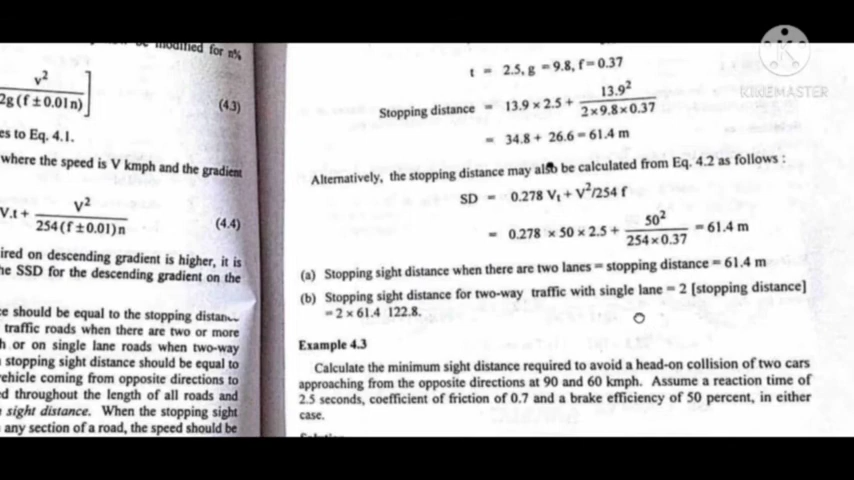 modified for n%
v²
2g (f ± 0.01 n)
(4.3)
es to Eq. 4.1.
where the speed is V kmph and the gradient
V.t + V²
254 (f ± 0.01) n
(4.4)
ired on descending gradient is higher, it is
he SSD for the descending gradient on the
e should be equal to the stopping distance
traffic roads when there are two or more
h or on single lane roads when two-way
stopping sight distance should be equal to
vehicle coming from opposite directions to
d throughout the length of all roads and
sight distance. When the stopping sight
any section of a road, the speed should be
t = 2.5, g = 9.8, f = 0.37
Stopping distance = 13.9 × 2.5 + 13.9²
2 × 9.8 × 0.37
= 34.8 + 26.6 = 61.4 m
Alternatively, the stopping distance may also be calculated from Eq. 4.2 as follows :
SD = 0.278 Vt + V²/254 f
= 0.278 × 50 × 2.5 + 50² / 254 × 0.37 = 61.4 m
(a) Stopping sight distance when there are two lanes = stopping distance = 61.4 m
(b) Stopping sight distance for two-way traffic with single lane = 2 [stopping distance]
= 2 × 61.4 122.8.
Example 4.3
Calculate the minimum sight distance required to avoid a head-on collision of two cars
approaching from the opposite directions at 90 and 60 kmph. Assume a reaction time of
2.5 seconds, coefficient of friction of 0.7 and a brake efficiency of 50 percent, in either
case.
KINEMASTER